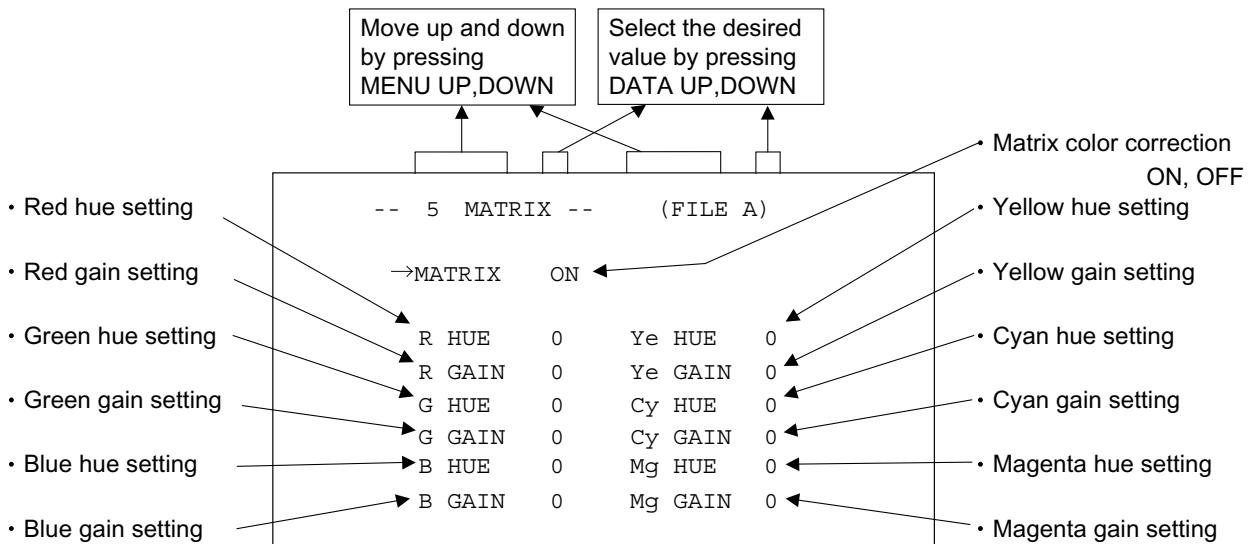 Move up and down
by pressing
MENU UP,DOWN
Select the desired
value by pressing
DATA UP,DOWN
・Matrix color correction
ON, OFF
・Red hue setting
・Red gain setting
・Green hue setting
・Green gain setting
・Blue hue setting
・Blue gain setting
-- 5 MATRIX -- (FILE A)
→MATRIX ON
R HUE 0 Ye HUE 0
R GAIN 0 Ye GAIN 0
G HUE 0 Cy HUE 0
G GAIN 0 Cy GAIN 0
B HUE 0 Mg HUE 0
B GAIN 0 Mg GAIN 0
・Yellow hue setting
・Yellow gain setting
・Cyan hue setting
・Cyan gain setting
・Magenta hue setting
・Magenta gain setting